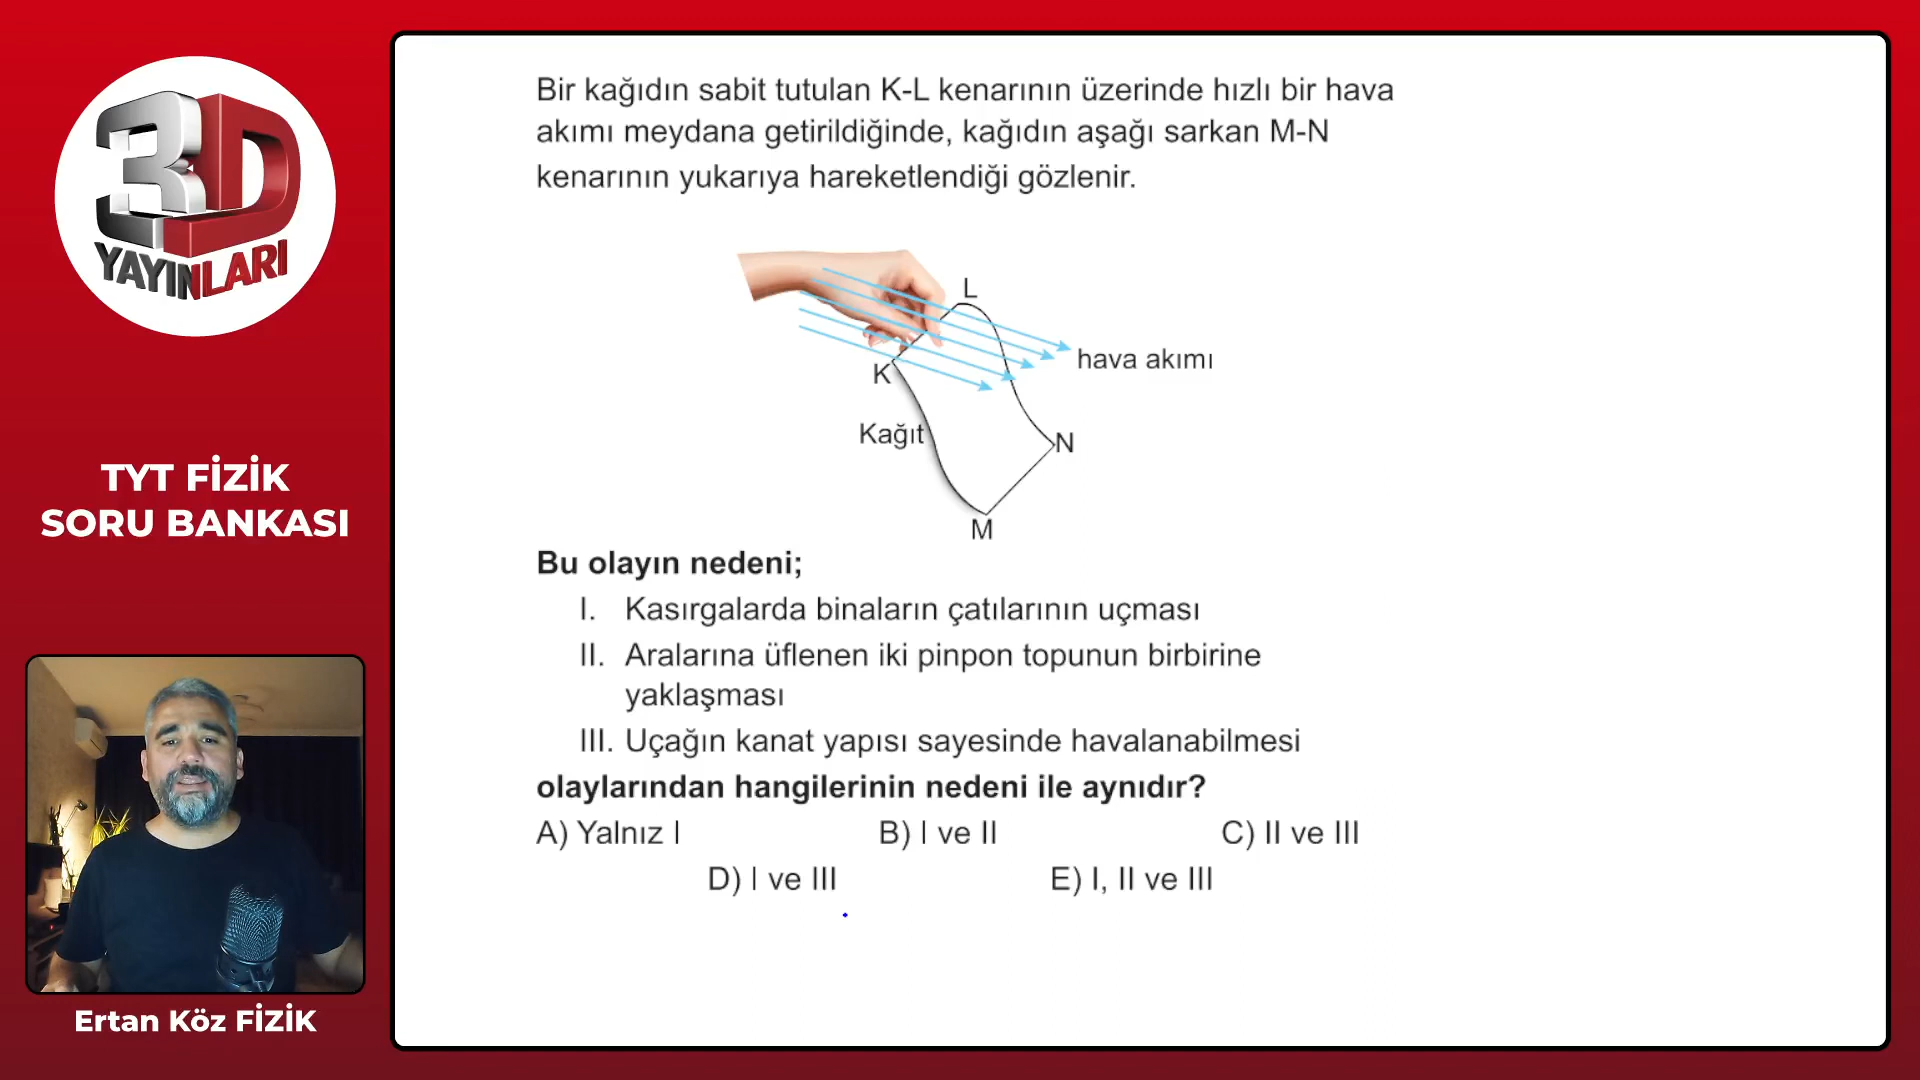 3D
YAYINLARI
TYT FİZİK
SORU BANKASI
Ertan Köz FİZİK
Bir kağıdın sabit tutulan K-L kenarının üzerinde hızlı bir hava
akımı meydana getirildiğinde, kağıdın aşağı sarkan M-N
kenarının yukarıya hareketlendiği gözlenir.
L
hava akımı
K
Kağıt
N
M
Bu olayın nedeni;
I. Kasırgalarda binaların çatılarının uçması
II. Aralarına üflenen iki pinpon topunun birbirine
yaklaşması
III. Uçağın kanat yapısı sayesinde havalanabilmesi
olaylarından hangilerinin nedeni ile aynıdır?
A) Yalnız I B) I ve II C) II ve III
D) I ve III E) I, II ve III